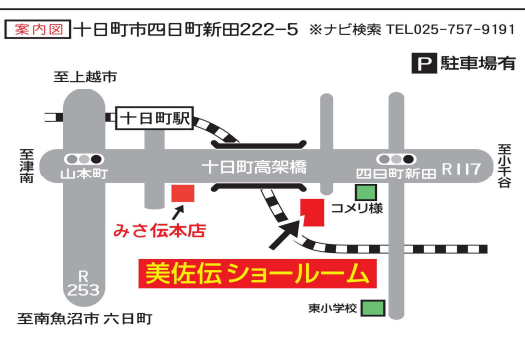 案内図 十日町市四日町新田222-5 ※ナビ検索 TEL025-757-9191
P 駐車場有
至上越市
十日町駅
至津南
山本町
十日町高架橋
四日町新田 R117
至小千谷
みさ伝本店
コメリ様
美佐伝ショールーム
R
253
東小学校
至南魚沼市 六日町